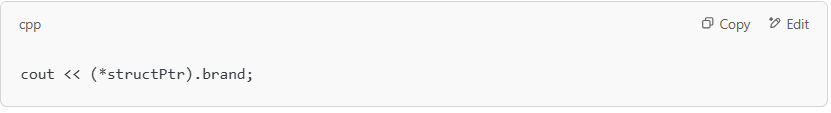 cpp
Copy
Edit
cout << (*structPtr).brand;